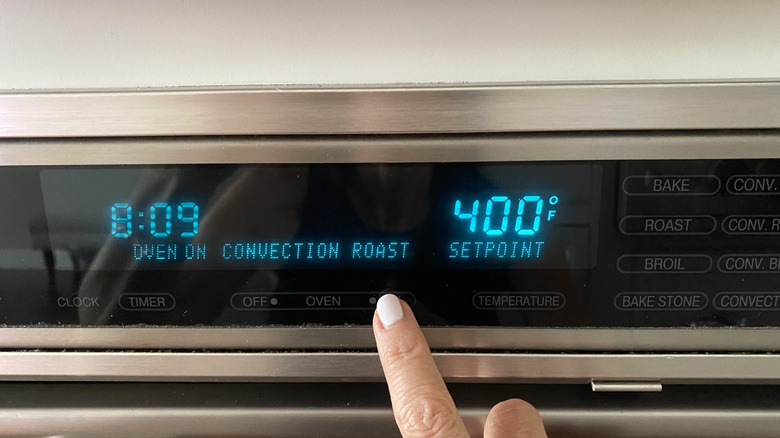 8:09 400°F
OVEN ON CONVECTION ROAST SETPOINT
CLOCK TIMER OFF OVEN TEMPERATURE
BAKE CONV.
ROAST CONV. R
BROIL CONV. B
BAKE STONE CONVECT